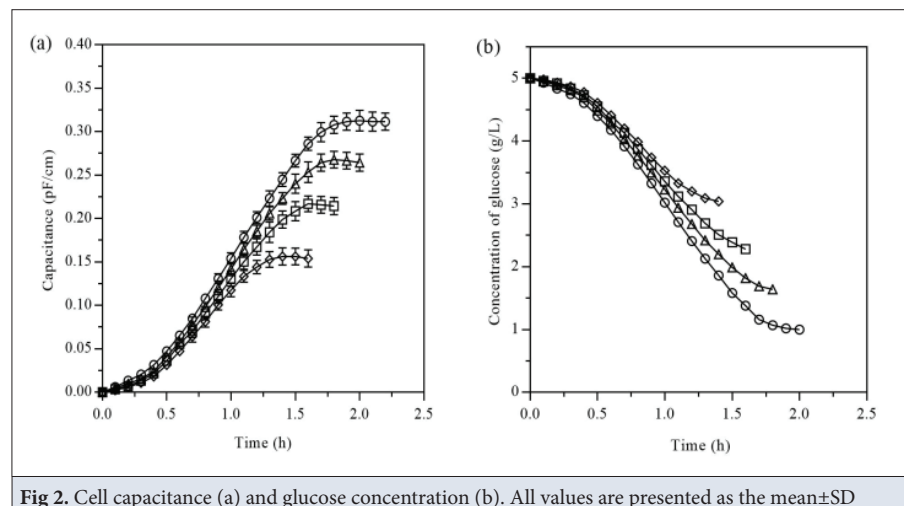 (a)
0.40
0.35
0.30
0.25
0.20
0.15
0.10
0.05
0.00
Capacitance (pF/cm)
0.0 0.5 1.0 1.5 2.0 2.5
Time (h)
(b)
6
5
4
3
2
1
0
Concentration of glucose (g/L)
0.0 0.5 1.0 1.5 2.0 2.5
Time (h)
Fig 2. Cell capacitance (a) and glucose concentration (b). All values are presented as the mean±SD